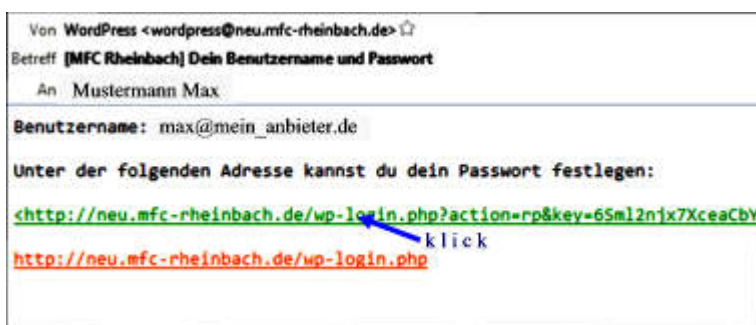 Von WordPress <wordpress@neu.mfc-rheinbach.de>
Betreff [MFC Rheinbach] Dein Benutzername und Passwort
An Mustermann Max
Benutzername: max@mein_anbieter.de
Unter der folgenden Adresse kannst du dein Passwort festlegen:
<http://neu.mfc-rheinbach.de/wp-login.php?action=rp&key=6Sml2njx7XceaCbY
klick
http://neu.mfc-rheinbach.de/wp-login.php